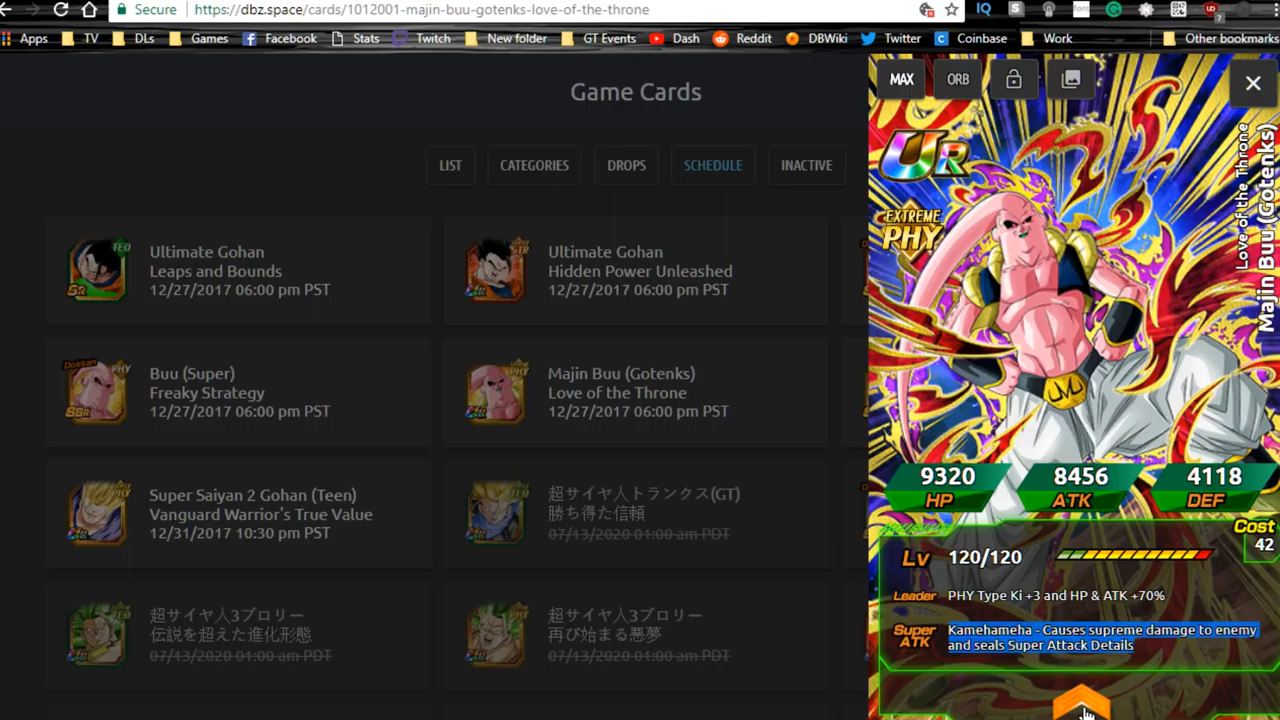 Secure https://dbz.space/cards/1012001-majin-buu-gotenks-love-of-the-throne
Apps TV DLs Games Facebook Stats Twitch New folder GT Events Dash Reddit DBWiki Twitter Coinbase Work Other bookmarks
Game Cards
LIST CATEGORIES DROPS SCHEDULE INACTIVE
Ultimate Gohan
Leaps and Bounds
12/27/2017 06:00 pm PST
TEQ
SR
Ultimate Gohan
Hidden Power Unleashed
12/27/2017 06:00 pm PST
STR
Buu (Super)
Freaky Strategy
12/27/2017 06:00 pm PST
Dokkan
PHY
SSR
Majin Buu (Gotenks)
Love of the Throne
12/27/2017 06:00 pm PST
PHY
UR
Super Saiyan 2 Gohan (Teen)
Vanguard Warrior's True Value
12/31/2017 10:30 pm PST
PHY
超サイヤ人トランクス(GT)
勝ち得た信頼
07/13/2020 01:00 am PDT
TEQ
超サイヤ人3ブロリー
伝説を超えた進化形態
07/13/2020 01:00 am PDT
TEQ
超サイヤ人3ブロリー
再び始まる悪夢
07/13/2020 01:00 am PDT
MAX ORB
UR
EXTREME
PHY
Love of the Throne
Majin Buu (Gotenks)
9320 8456 4118
HP ATK DEF
Cost
42
Lv 120/120
Leader PHY Type Ki +3 and HP & ATK +70%
Super ATK Kamehameha - Causes supreme damage to enemy
and seals Super Attack Details